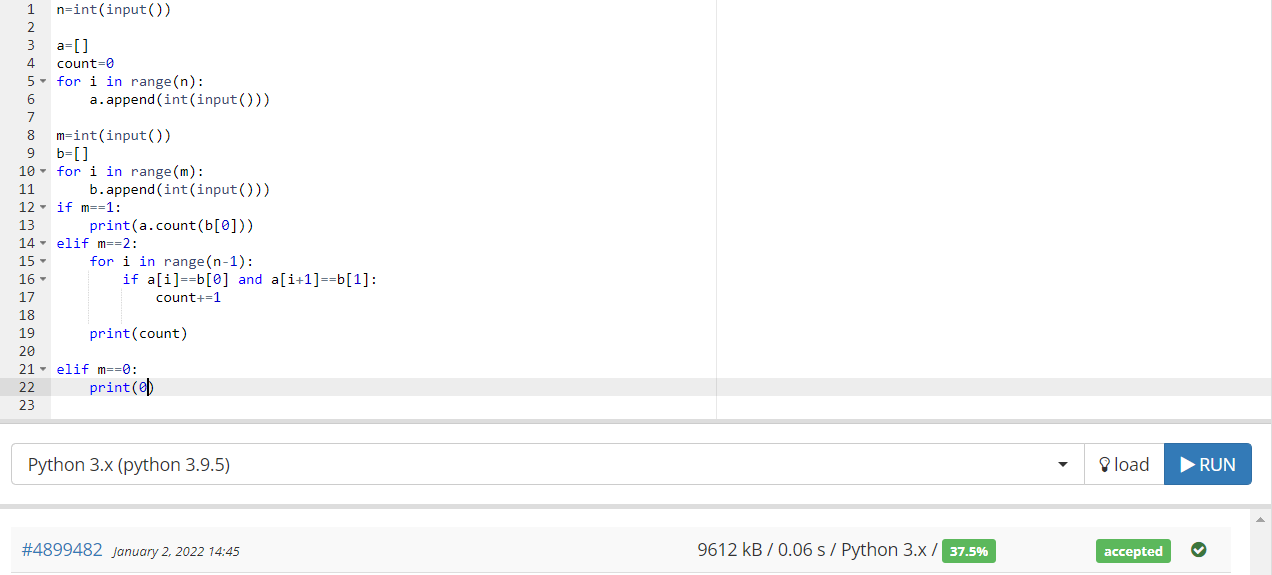 1 n=int(input())
2
3 a=[]
4 count=0
5 for i in range(n):
6     a.append(int(input()))
7
8 m=int(input())
9 b=[]
10 for i in range(m):
11     b.append(int(input()))
12 if m==1:
13     print(a.count(b[0]))
14 elif m==2:
15     for i in range(n-1):
16         if a[i]==b[0] and a[i+1]==b[1]:
17             count+=1
18
19     print(count)
20
21 elif m==0:
22     print(0)
23
Python 3.x (python 3.9.5) load RUN
#4899482 January 2, 2022 14:45 9612 kB / 0.06 s / Python 3.x / 37.5% accepted